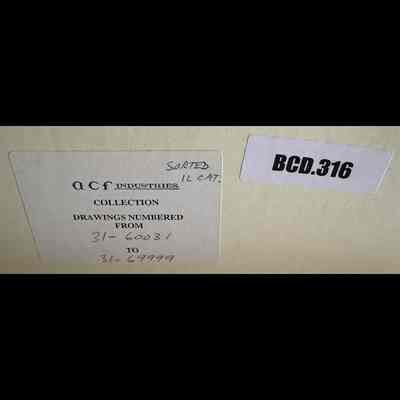 SORTED
IL CAT.
acf INDUSTRIES
COLLECTION
DRAWINGS NUMBERED
FROM
31-60031
TO
31-69999
BCD.316